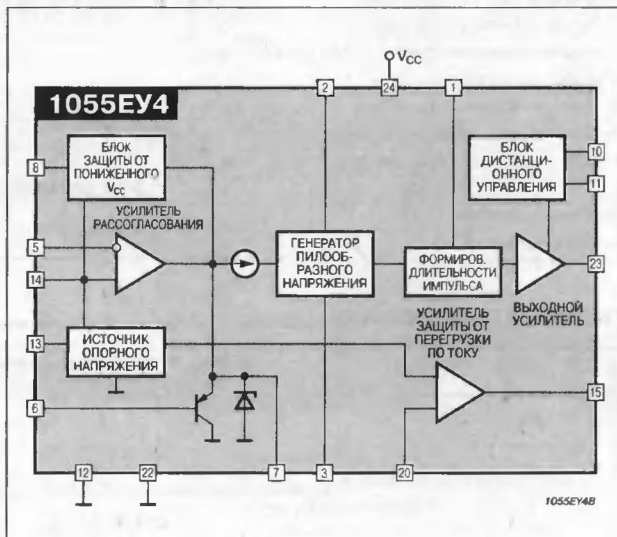 VCC
2
24
1
1055ЕУ4
БЛОК
ЗАЩИТЫ ОТ
ПОНИЖЕННОГО
VCC
8
БЛОК
ДИСТАНЦИ-
ОННОГО
УПРАВЛЕНИЯ
10
11
УСИЛИТЕЛЬ
РАССОГЛАСОВАНИЯ
5
14
ГЕНЕРАТОР
ПИЛООБ-
РАЗНОГО
НАПРЯЖЕНИЯ
ФОРМИРОВ.
ДЛИТЕЛЬНОСТИ
ИМПУЛЬСА
23
ВЫХОДНОЙ
УСИЛИТЕЛЬ
УСИЛИТЕЛЬ
ЗАЩИТЫ ОТ
ПЕРЕГРУЗКИ
ПО ТОКУ
13
ИСТОЧНИК
ОПОРНОГО
НАПРЯЖЕНИЯ
15
6
12
22
7
3
20
1055EY4B